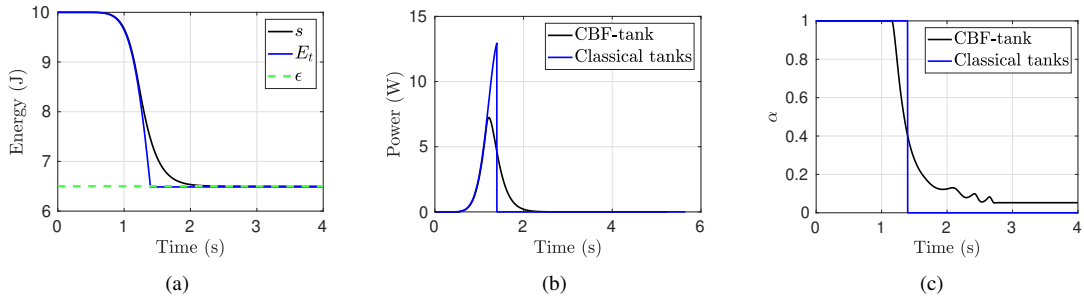 10
9
8
7
6
Energy (J)
0 1 2 3 4
Time (s)
s
E_t
ϵ
(a)
15
10
5
0
Power (W)
0 2 4 6
Time (s)
CBF-tank
Classical tanks
(b)
1
0.8
0.6
0.4
0.2
0
α
0 1 2 3 4
Time (s)
CBF-tank
Classical tanks
(c)